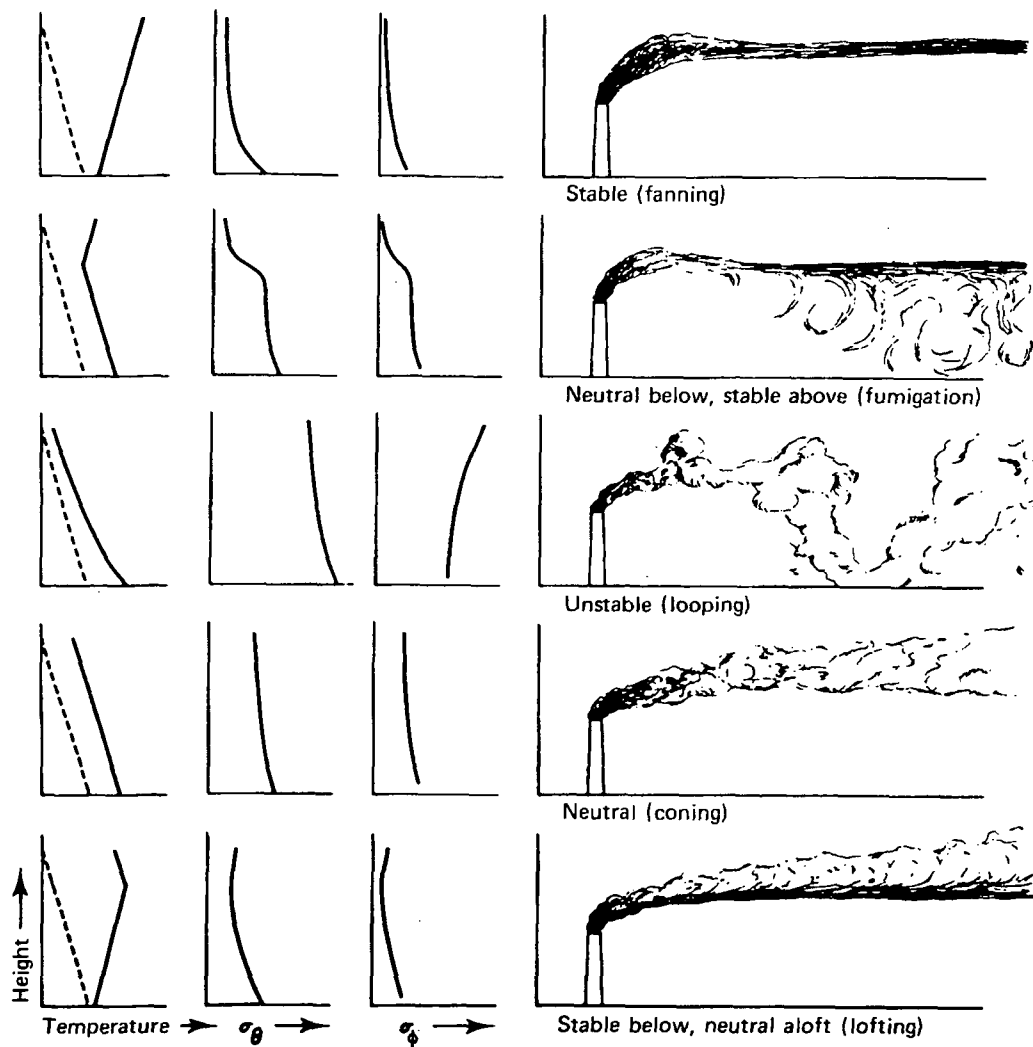 Stable (fanning)
Neutral below, stable above (fumigation)
Unstable (looping)
Neutral (coning)
Height
Temperature
σθ
σϕ
Stable below, neutral aloft (lofting)